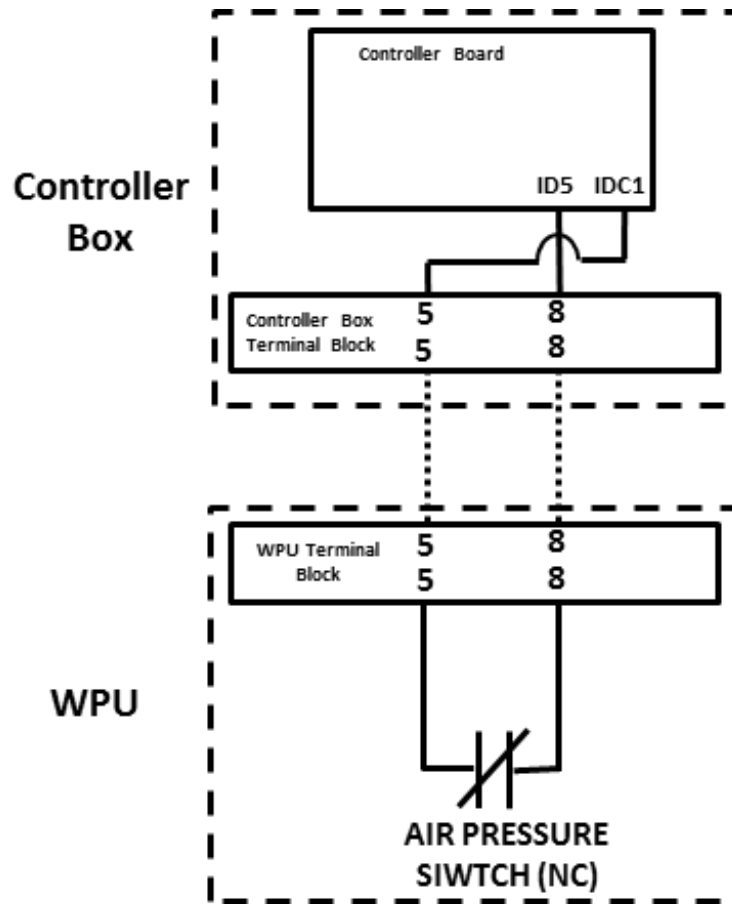 Controller Board
ID5 IDC1
Controller
Box
Controller Box
Terminal Block
5 8
5 8
WPU Terminal
Block
5 8
5 8
WPU
AIR PRESSURE
SIWTCH (NC)